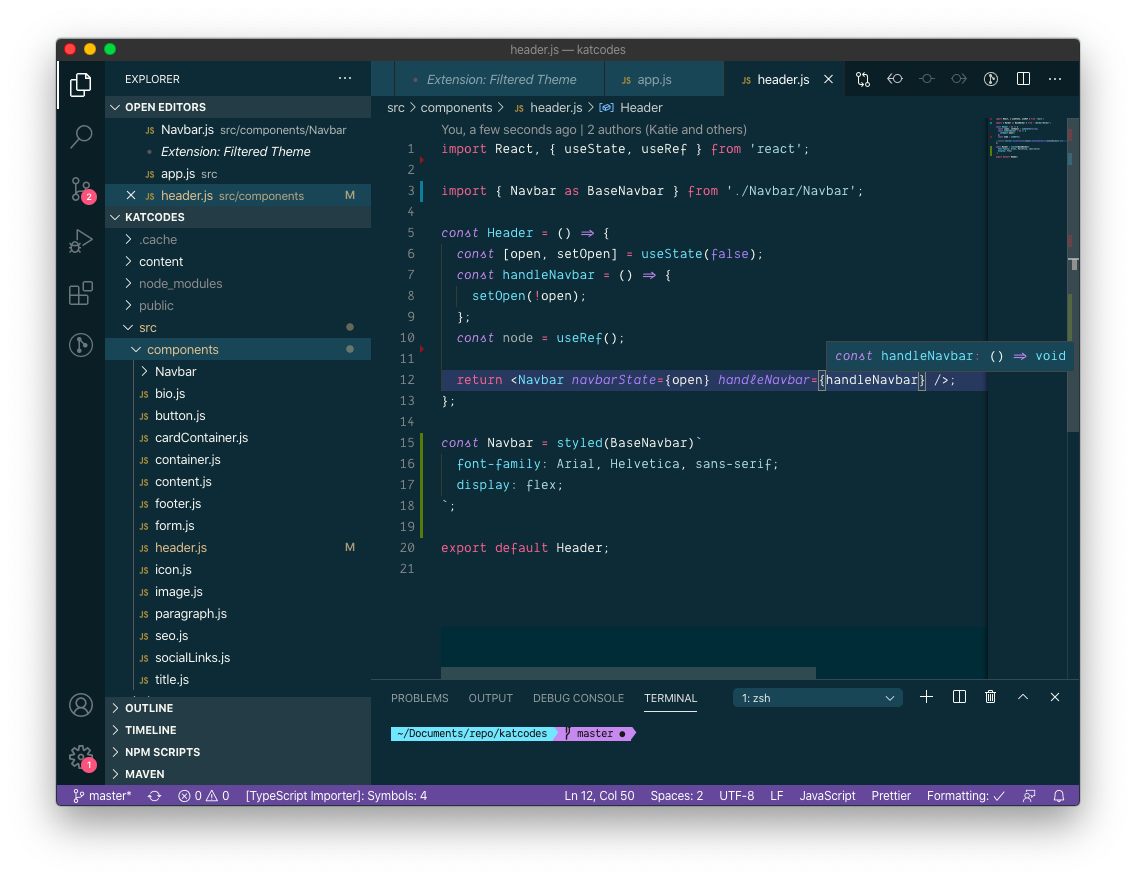 header.js — katcodes
EXPLORER
OPEN EDITORS
JS Navbar.js src/components/Navbar
Extension: Filtered Theme
JS app.js src
JS header.js src/components M
KATCODES
.cache
content
node_modules
public
src
components
Navbar
JS bio.js
JS button.js
JS cardContainer.js
JS container.js
JS content.js
JS footer.js
JS form.js
JS header.js M
JS icon.js
JS image.js
JS paragraph.js
JS seo.js
JS socialLinks.js
JS title.js
OUTLINE
TIMELINE
NPM SCRIPTS
MAVEN
2
1
Extension: Filtered Theme
JS app.js
JS header.js
src > components > JS header.js > Header
You, a few seconds ago | 2 authors (Katie and others)
1 import React, { useState, useRef } from 'react';
2
3 import { Navbar as BaseNavbar } from './Navbar/Navbar';
4
5 const Header = () => {
6 const [open, setOpen] = useState(false);
7 const handleNavbar = () => {
8 setOpen(!open);
9 };
10 const node = useRef();
11
const handleNavbar: () => void
12 return <Navbar navbarState={open} handleNavbar={handleNavbar} />;
13 };
14
15 const Navbar = styled(BaseNavbar)`
16 font-family: Arial, Helvetica, sans-serif;
17 display: flex;
18 `;
19
20 export default Header;
21
PROBLEMS OUTPUT DEBUG CONSOLE TERMINAL 1: zsh
~/Documents/repo/katcodes master ●
master* 0 0 [TypeScript Importer]: Symbols: 4 Ln 12, Col 50 Spaces: 2 UTF-8 LF JavaScript Prettier Formatting: ✓